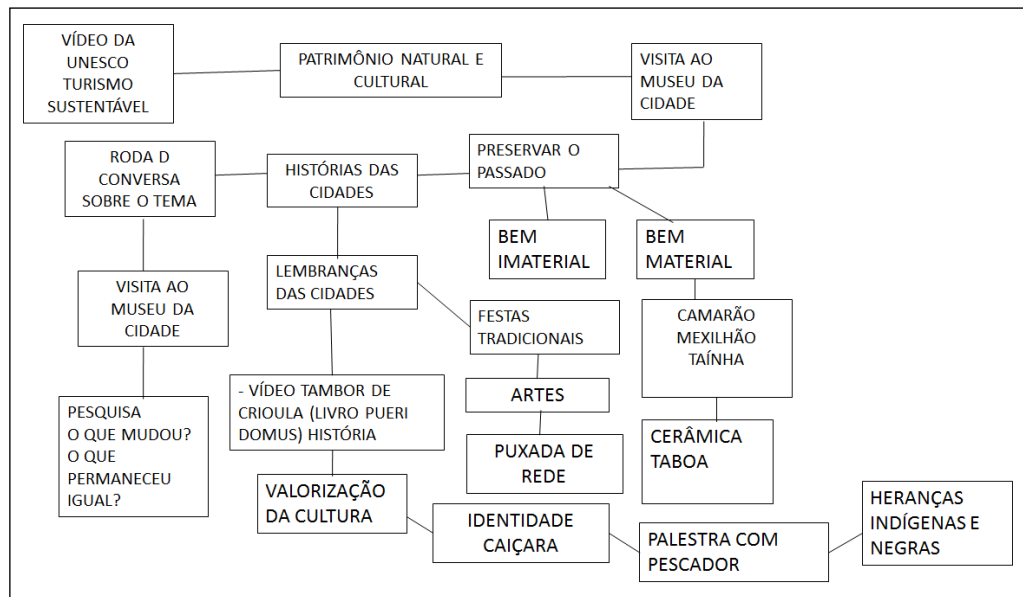 VÍDEO DA
UNESCO
TURISMO
SUSTENTÁVEL
PATRIMÔNIO NATURAL E
CULTURAL
VISITA AO
MUSEU DA
CIDADE
RODA D
CONVERSA
SOBRE O TEMA
HISTÓRIAS DAS
CIDADES
PRESERVAR O
PASSADO
BEM
IMATERIAL
BEM
MATERIAL
VISITA AO
MUSEU DA
CIDADE
LEMBRANÇAS
DAS CIDADES
FESTAS
TRADICIONAIS
CAMARÃO
MEXILHÃO
TAÍNHA
- VÍDEO TAMBOR DE
CRIOULA (LIVRO PUERI
DOMUS) HISTÓRIA
ARTES
PESQUISA
O QUE MUDOU?
O QUE
PERMANECEU
IGUAL?
PUXADA DE
REDE
CERÂMICA
TABOA
VALORIZAÇÃO
DA CULTURA
IDENTIDADE
CAIÇARA
PALESTRA COM
PESCADOR
HERANÇAS
INDÍGENAS E
NEGRAS